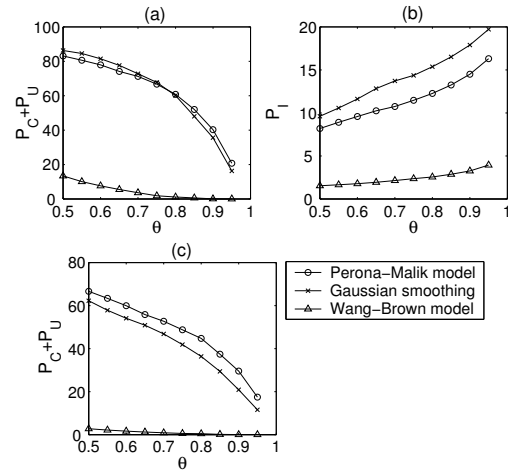 (a)
100
80
60
40
20
0
P_C+P_U
0.5 0.6 0.7 0.8 0.9 1
θ
(b)
20
15
10
5
0
P_I
0.5 0.6 0.7 0.8 0.9 1
θ
(c)
80
60
40
20
0
P_C+P_U
0.5 0.6 0.7 0.8 0.9 1
θ
Perona-Malik model
Gaussian smoothing
Wang-Brown model